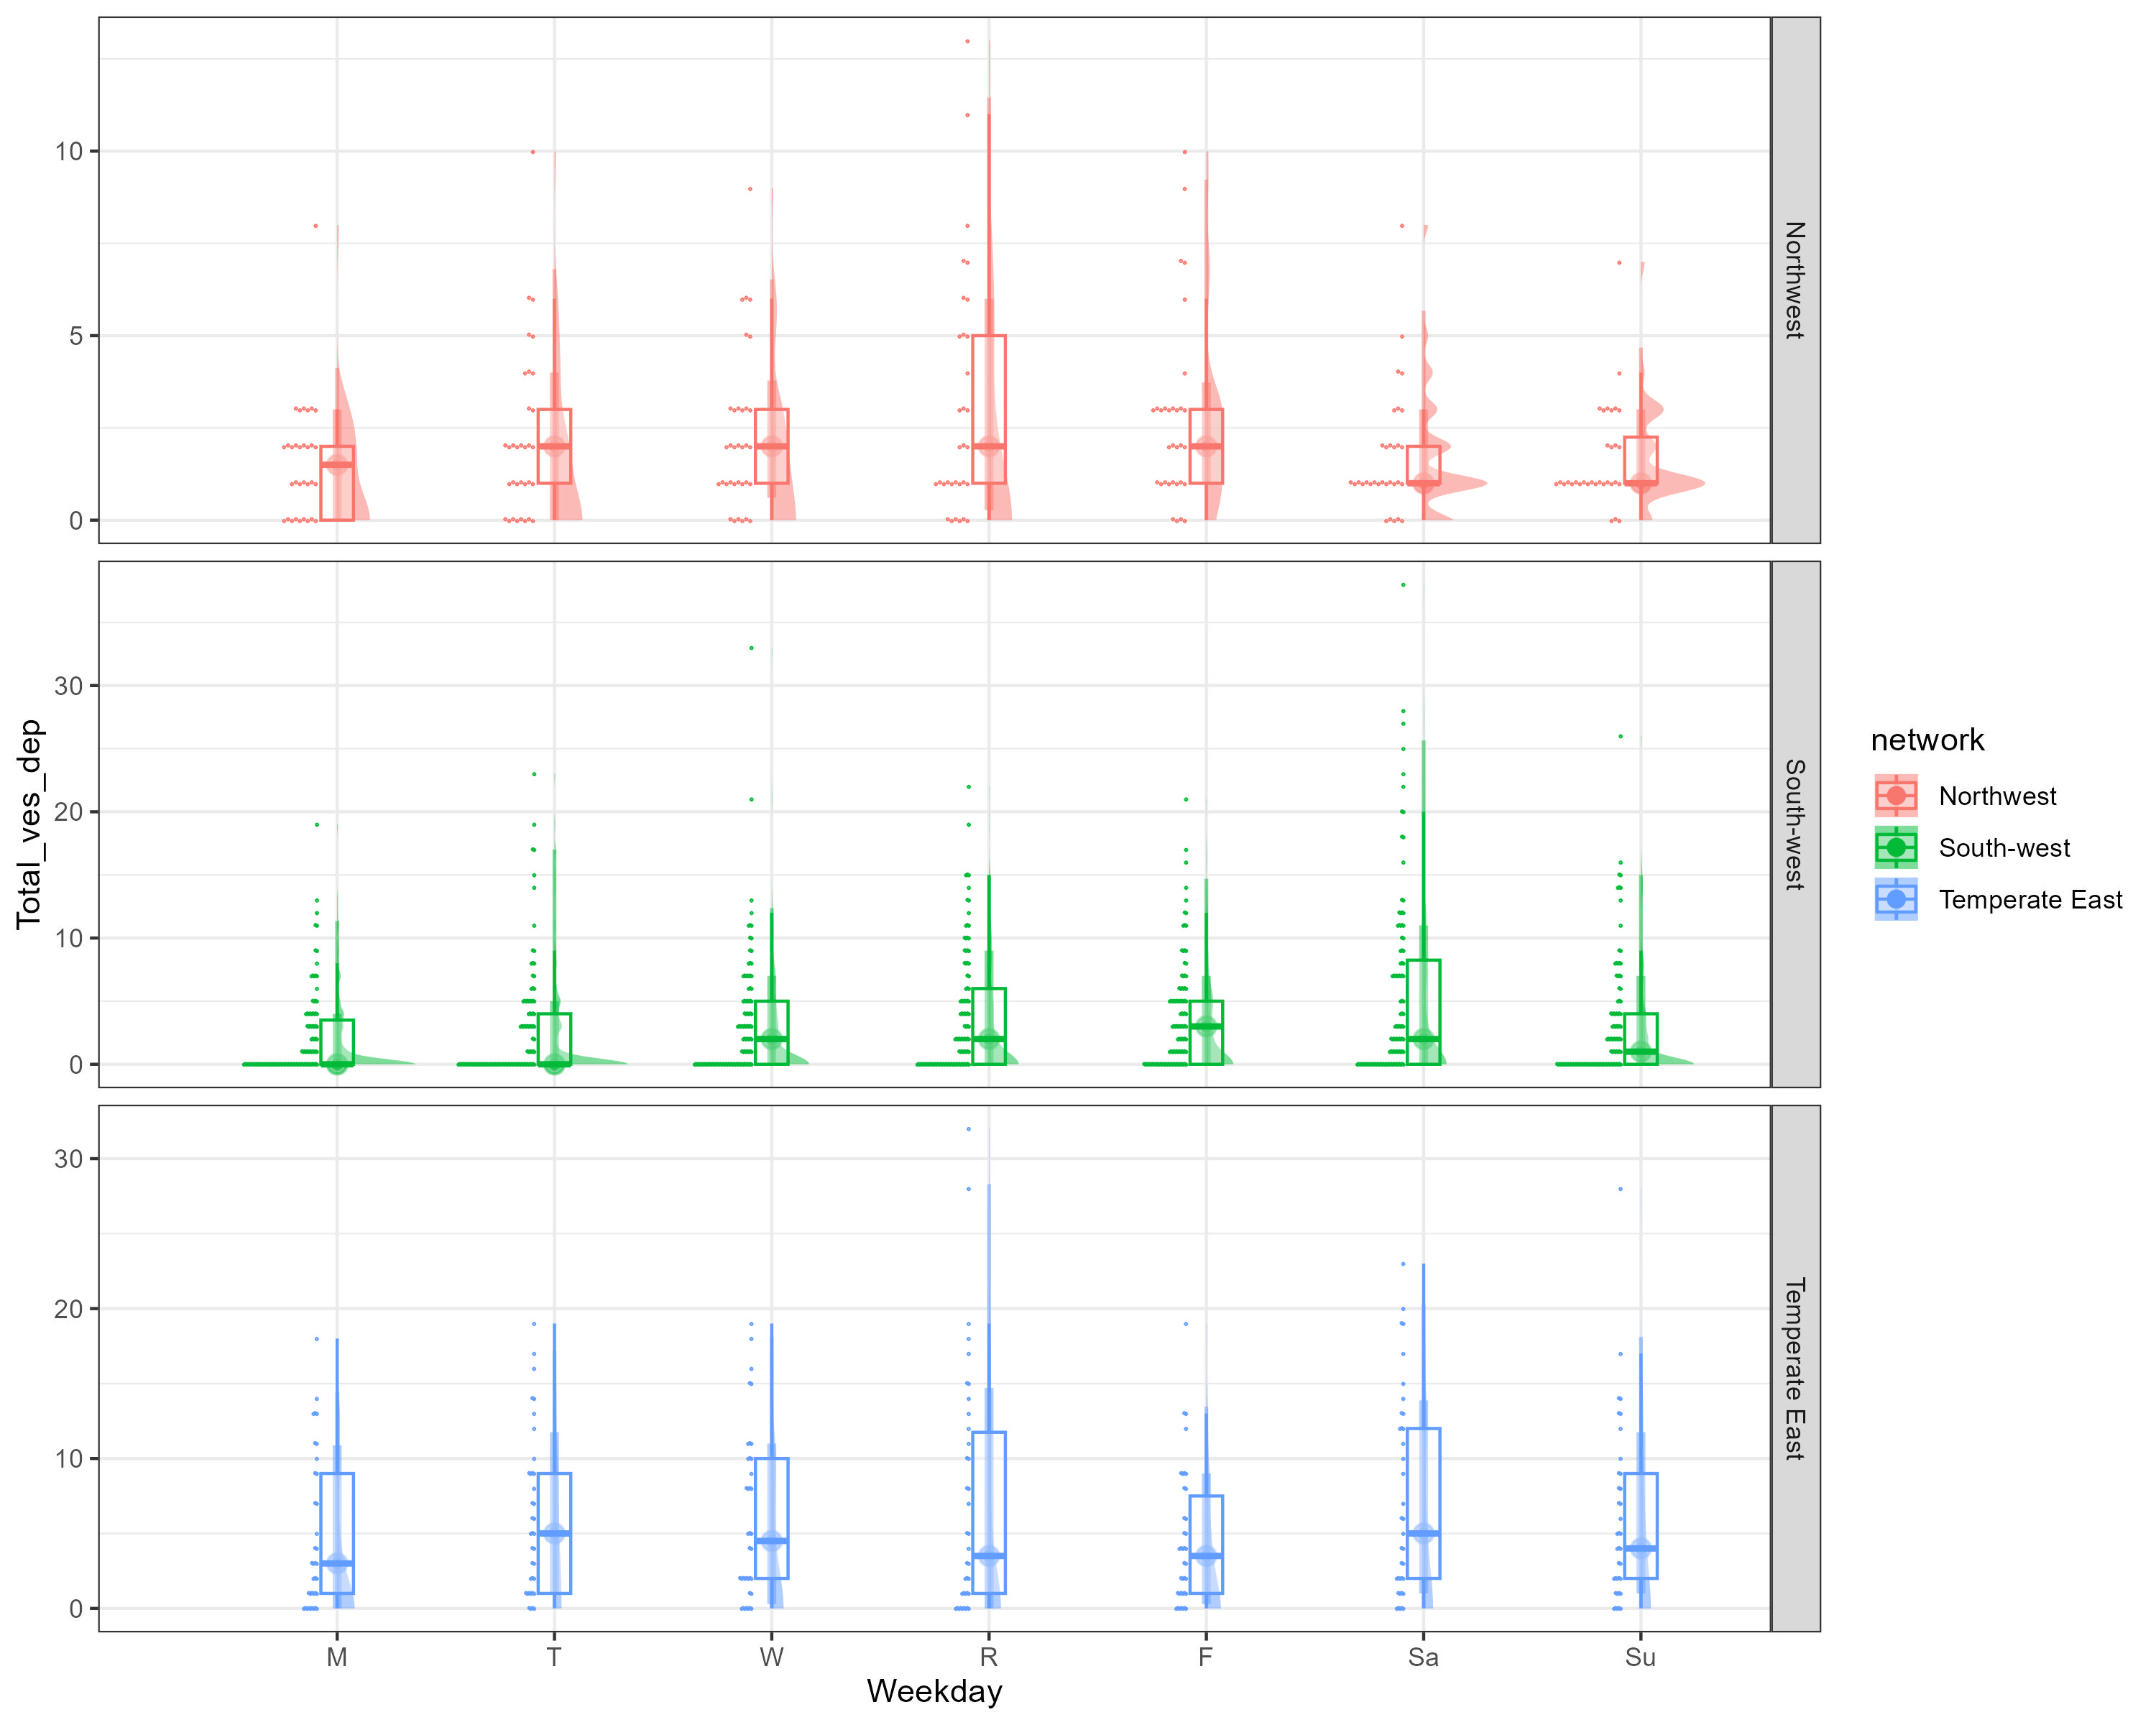 Total_ves_dep
10
5
0
Northwest
30
20
10
0
South-west
30
20
10
0
Temperate East
M T W R F Sa Su
Weekday
network
Northwest
South-west
Temperate East